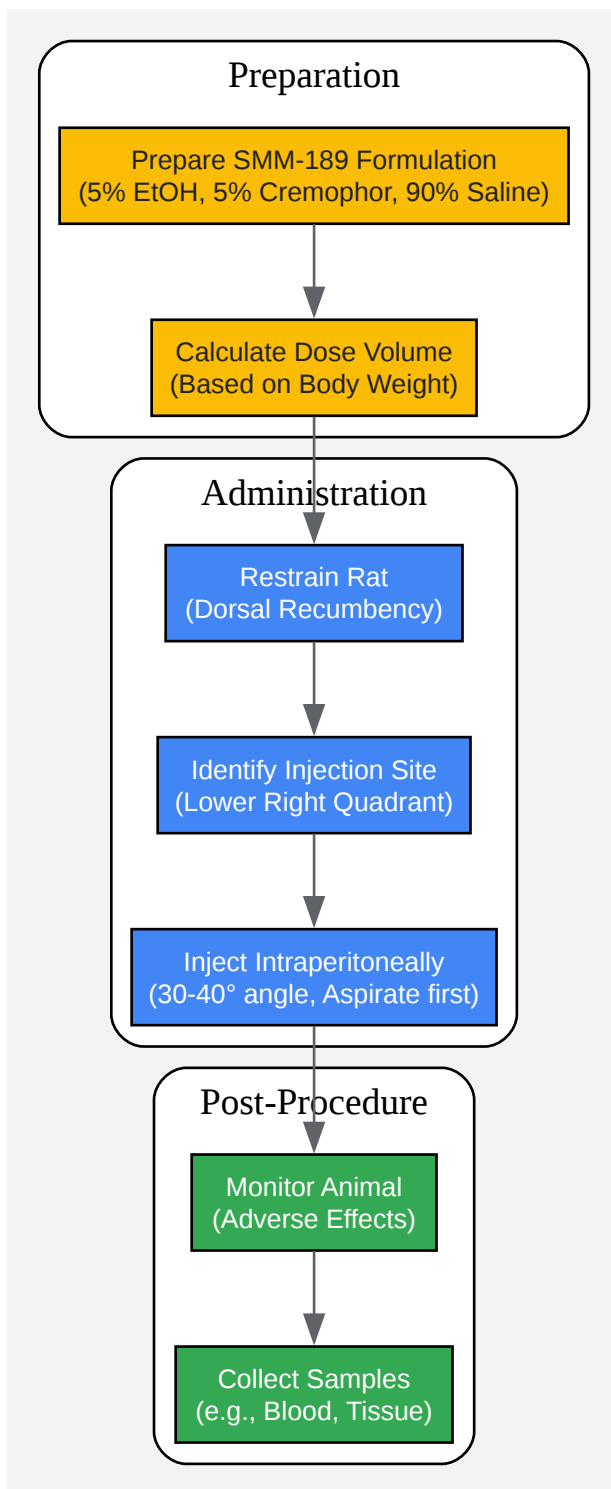 Preparation
Prepare SMM-189 Formulation
(5% EtOH, 5% Cremophor, 90% Saline)
Calculate Dose Volume
(Based on Body Weight)
Administration
Restrain Rat
(Dorsal Recumbency)
Identify Injection Site
(Lower Right Quadrant)
Inject Intraperitoneally
(30-40° angle, Aspirate first)
Post-Procedure
Monitor Animal
(Adverse Effects)
Collect Samples
(e.g., Blood, Tissue)